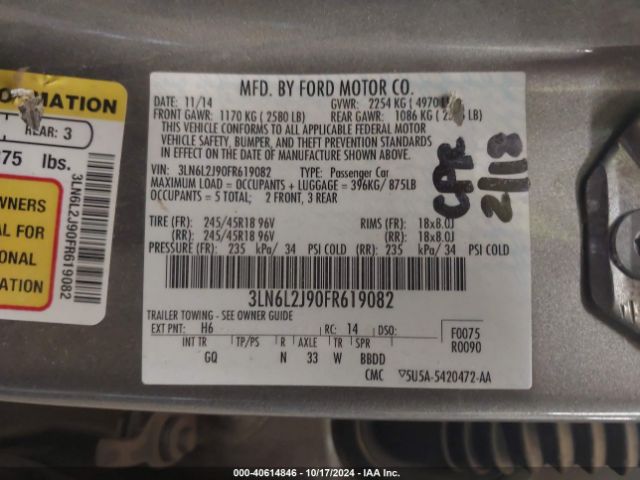 ORMATION
REAR: 3
75 lbs.
OWNERS
AL FOR
IONAL
ATION
3LN6L2J90FR619082
MFD. BY FORD MOTOR CO.
11/14 GVWR: 2254 KG ( 4970
FRONT GAWR: 1170 KG ( 2580 LB) REAR GAWR: 1086 KG ( LB)
THIS VEHICLE CONFORMS TO ALL APPLICABLE FEDERAL MOTOR
VEHICLE SAFETY, BUMPER, AND THEFT PREVENTION STANDARDS
IN EFFECT ON THE DATE OF MANUFACTURE SHOWN ABOVE.
VIN: 3LN6L2J90FR619082 TYPE: Passenger Car
MAXIMUM LOAD = OCCUPANTS + LUGGAGE = 396KG/ 875LB
OCCUPANTS = 5 TOTAL; 2 FRONT, 3 REAR
TIRE (FR): 245/45R18 96V RIMS (FR): 18x8.0J
(RR): 245/45R18 96V (RR): 18x8.0J
PRESSURE (FR): 235 kPa/ 34 PSI COLD (RR): 235 kPa/ 34 PSI COLD
3LN6L2J90FR619082
TRAILER TOWING - SEE OWNER GUIDE
EXT PNT: H6 RC: 14 DSO: F0075
R0090
INT TR TP/PS R AXLE TR SPR
GQ N 33 W BBDD
CMC ▽5U5A-5420472-AA
CPR
2/18
000-40614846 - 10/17/2024 - IAA Inc.